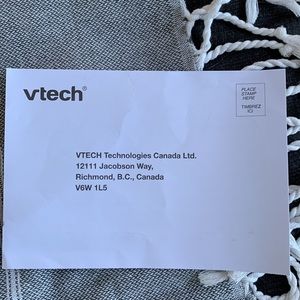 vtech®
PLACE
STAMP
HERE
TIMBREZ
ICI
VTECH Technologies Canada Ltd.
12111 Jacobson Way,
Richmond, B.C., Canada
V6W 1L5